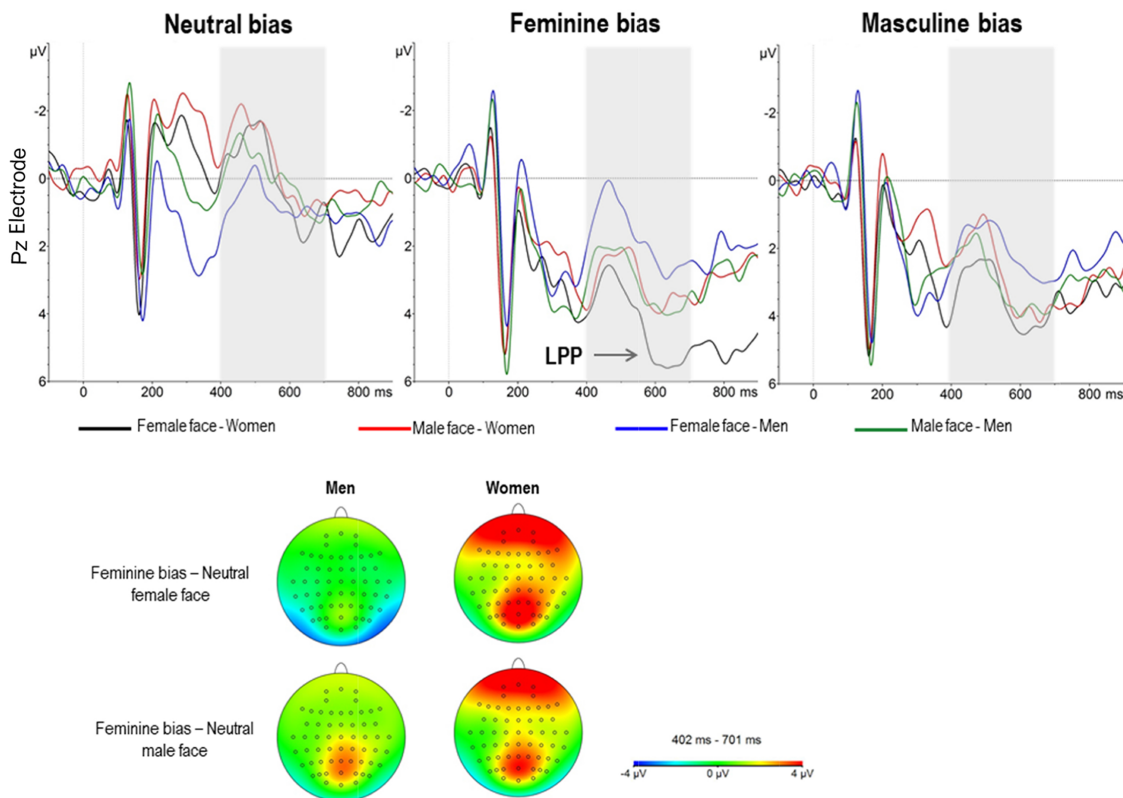 Neutral bias
Feminine bias
Masculine bias
Pz Electrode
µV
-2
0
2
4
6
0
200
400
600
800 ms
µV
-2
0
2
4
6
0
200
400
600
800 ms
LPP
µV
-2
0
2
4
6
0
200
400
600
800 ms
Female face - Women
Male face - Women
Female face - Men
Male face - Men
Men
Women
Feminine bias – Neutral
female face
Feminine bias – Neutral
male face
402 ms - 701 ms
-4 µV
0 µV
4 µV